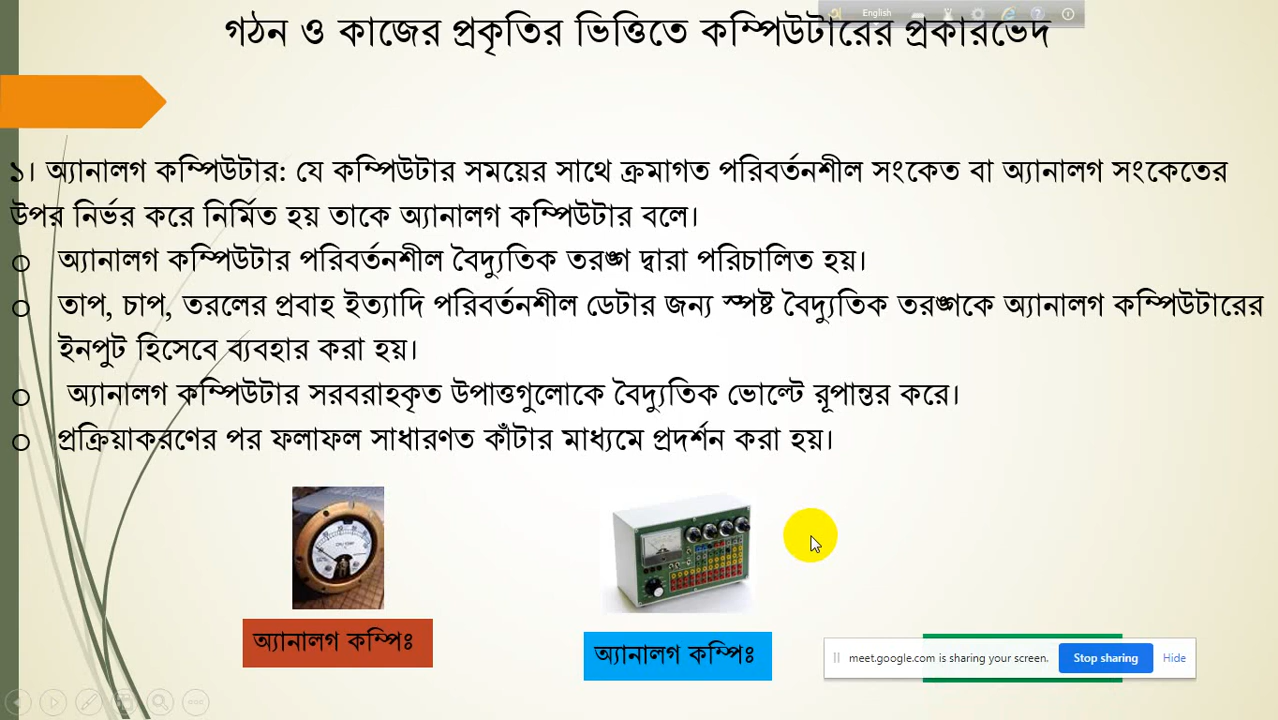 গঠন ও কাজের প্রকৃতির ভিত্তিতে কম্পিউটারের প্রকারভেদ
English
১। অ্যানালগ কম্পিউটার: যে কম্পিউটার সময়ের সাথে ক্রমাগত পরিবর্তনশীল সংকেত বা অ্যানালগ সংকেতের
উপর নির্ভর করে নির্মিত হয় তাকে অ্যানালগ কম্পিউটার বলে।
o অ্যানালগ কম্পিউটার পরিবর্তনশীল বৈদ্যুতিক তরঙ্গ দ্বারা পরিচালিত হয়।
o তাপ, চাপ, তরলের প্রবাহ ইত্যাদি পরিবর্তনশীল ডেটার জন্য স্পষ্ট বৈদ্যুতিক তরঙ্গকে অ্যানালগ কম্পিউটারের
ইনপুট হিসেবে ব্যবহার করা হয়।
o অ্যানালগ কম্পিউটার সরবরাহকৃত উপাত্তগুলোকে বৈদ্যুতিক ভোল্টে রূপান্তর করে।
o প্রক্রিয়াকরণের পর ফলাফল সাধারণত কাঁটার মাধ্যমে প্রদর্শন করা হয়।
অ্যানালগ কম্পিঃ
অ্যানালগ কম্পিঃ
meet.google.com is sharing your screen.
Stop sharing
Hide